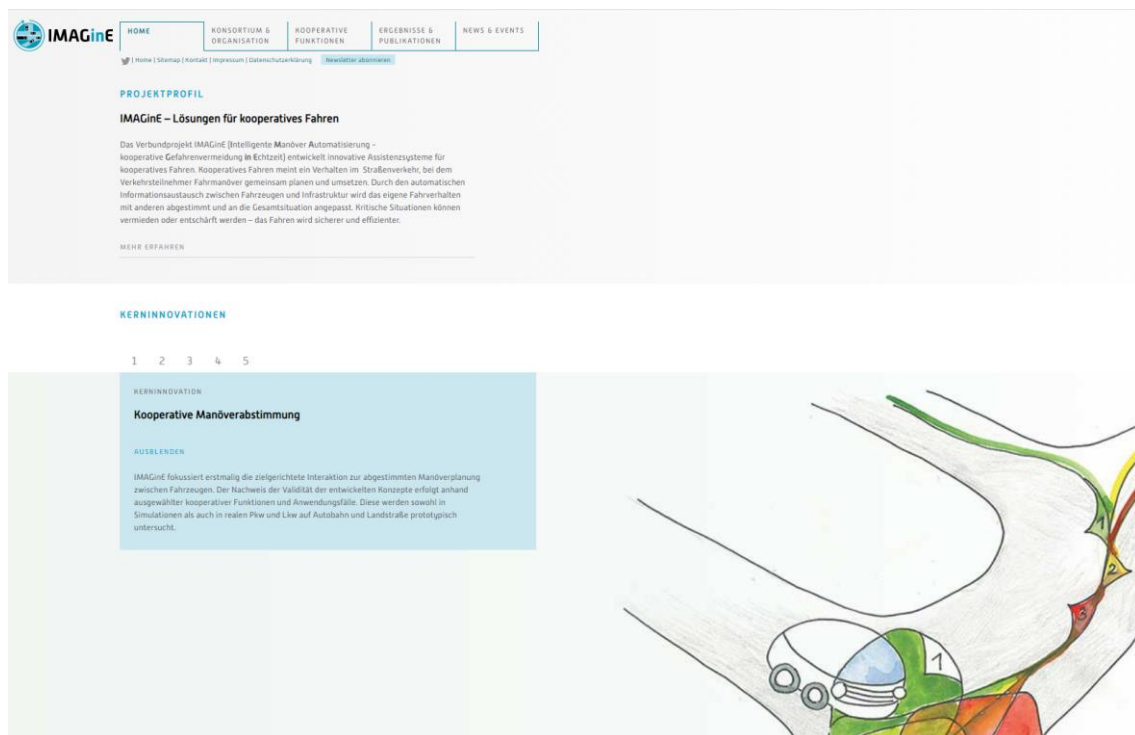 IMAGinE
HOME
KONSORTIUM &
ORGANISATION
KOOPERATIVE
FUNKTIONEN
ERGEBNISSE &
PUBLIKATIONEN
NEWS & EVENTS
| Home | Sitemap | Kontakt | Impressum | Datenschutzerklärung Newsletter abonnieren
PROJEKTPROFIL
IMAGinE – Lösungen für kooperatives Fahren
Das Verbundprojekt IMAGinE (Intelligente Manöver Automatisierung –
kooperative Gefahrenvermeidung in Echtzeit) entwickelt innovative Assistenzsysteme für
kooperatives Fahren. Kooperatives Fahren meint ein Verhalten im Straßenverkehr, bei dem
Verkehrsteilnehmer Fahrmanöver gemeinsam planen und umsetzen. Durch den automatischen
Informationsaustausch zwischen Fahrzeugen und Infrastruktur wird das eigene Fahrverhalten
mit anderen abgestimmt und an die Gesamtsituation angepasst. Kritische Situationen können
vermieden oder entschärft werden – das Fahren wird sicherer und effizienter.
MEHR ERFAHREN
KERNINNOVATIONEN
1 2 3 4 5
KERNINNOVATION
Kooperative Manöverabstimmung
AUSBLENDEN
IMAGinE fokussiert erstmalig die zielgerichtete Interaktion zur abgestimmten Manöverplanung
zwischen Fahrzeugen. Der Nachweis der Validität der entwickelten Konzepte erfolgt anhand
ausgewählter kooperativer Funktionen und Anwendungsfälle. Diese werden sowohl in
Simulationen als auch in realen Pkw und Lkw auf Autobahn und Landstraße prototypisch
untersucht.
1
2
3
1